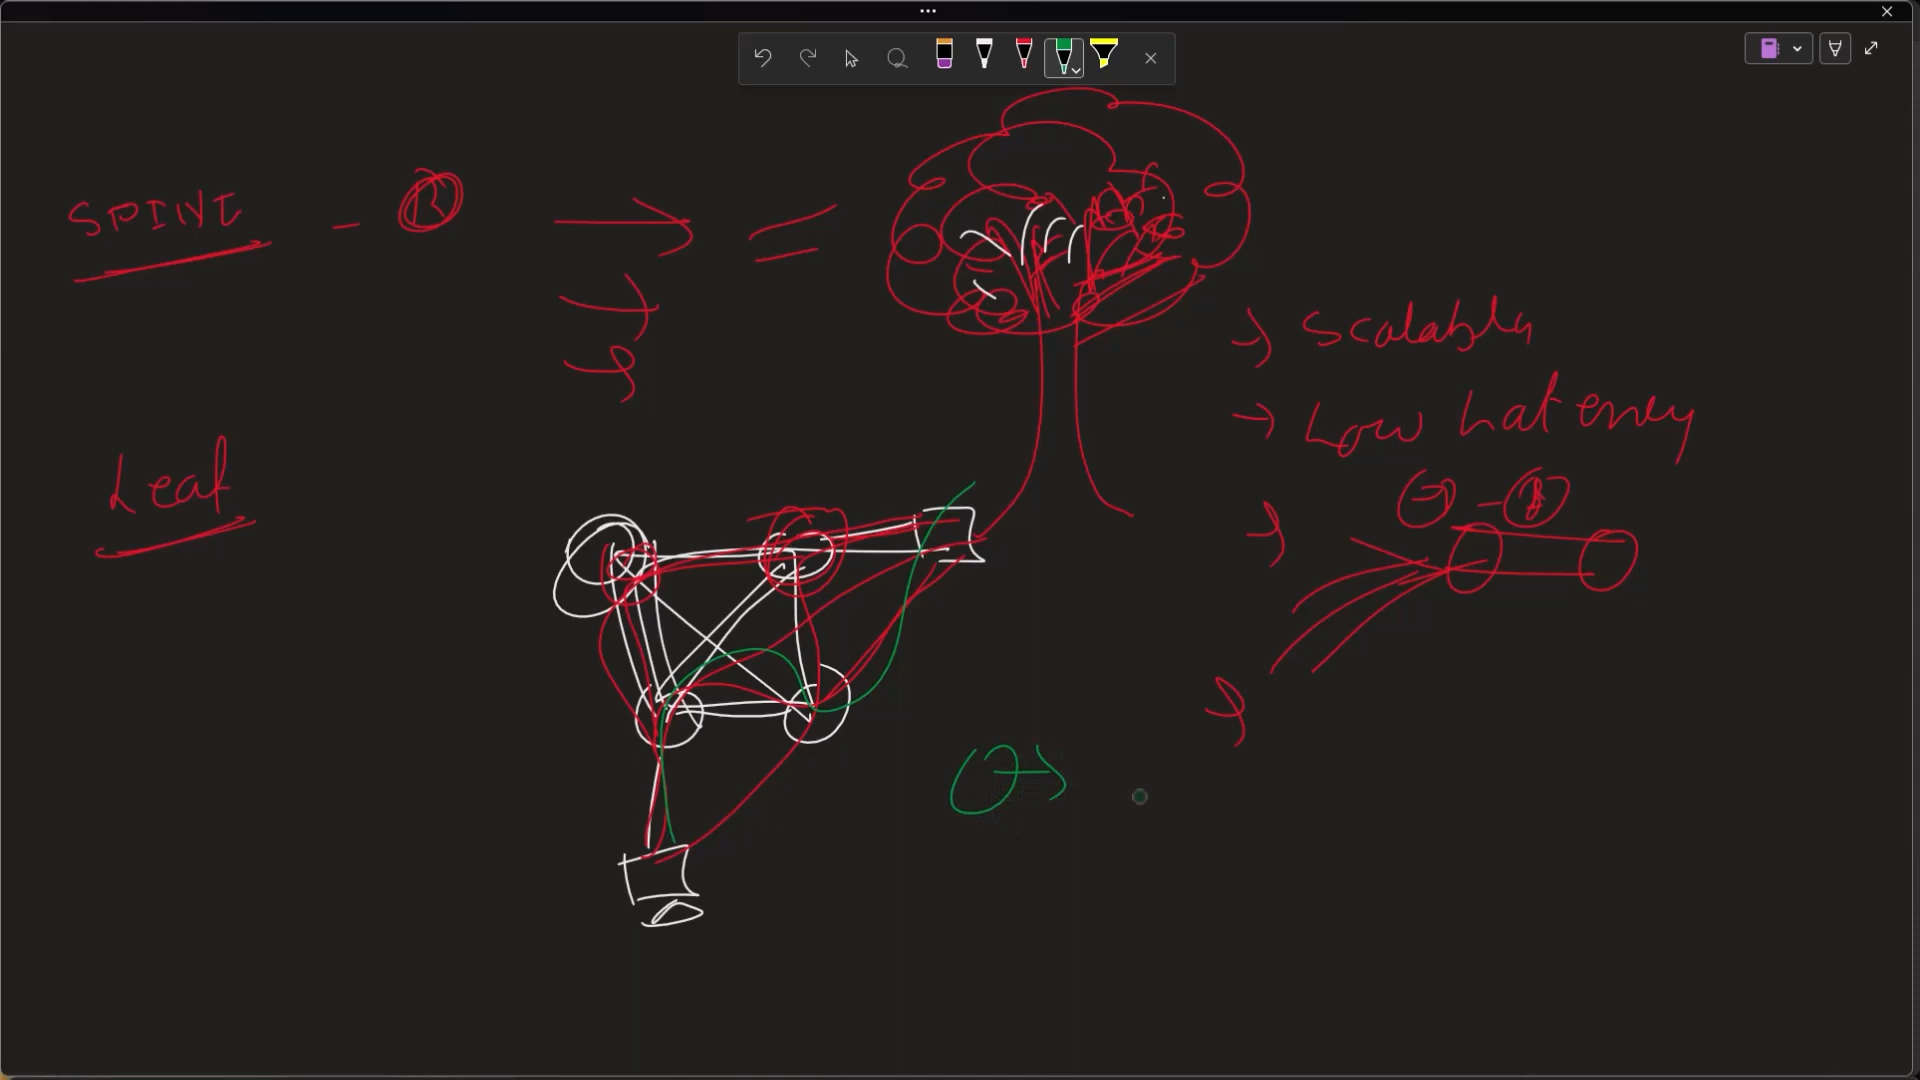 SPINE - R
Leaf
→ Scalably
→ Low Latency